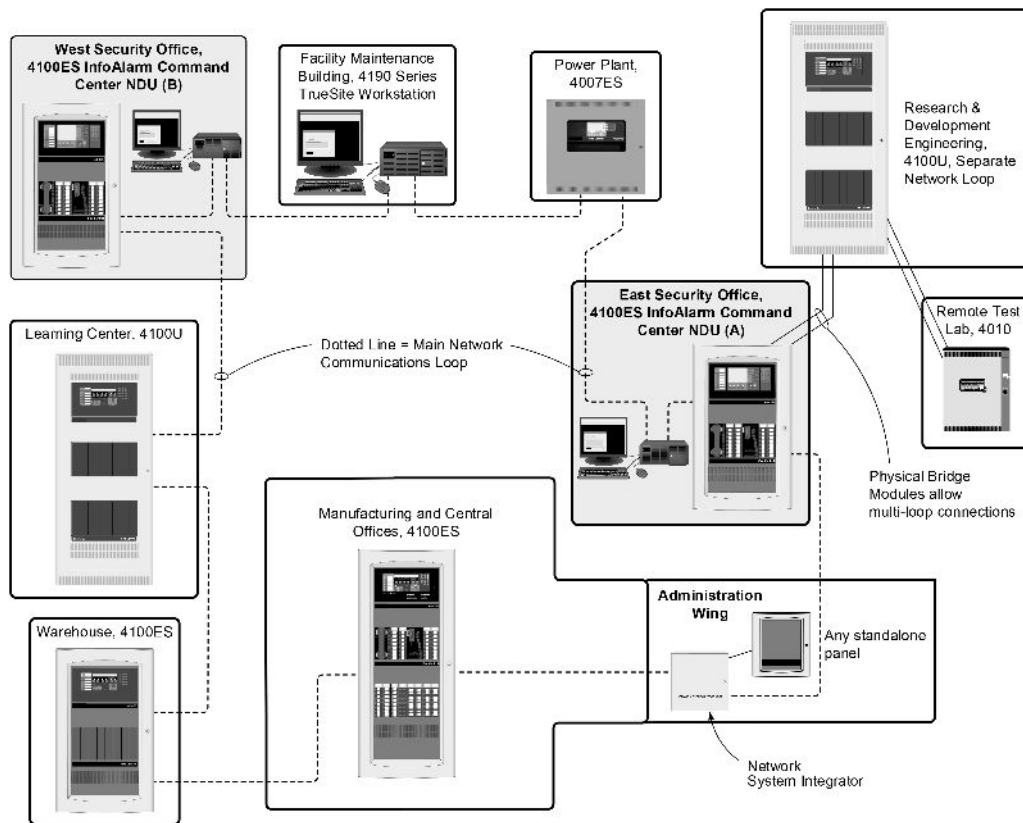 West Security Office,
4100ES InfoAlarm Command
Center NDU (B)
Facility Maintenance
Building, 4190 Series
TrueSite Workstation
Power Plant,
4007ES
Research &
Development
Engineering,
4100U, Separate
Network Loop
East Security Office,
4100ES InfoAlarm Command
Center NDU (A)
Remote Test
Lab, 4010
Learning Center. 4100U
Dotted Line = Main Network
Communications Loop
Physical Bridge
Modules allow
multi-loop connections
Manufacturing and Central
Offices, 4100ES
Administration
Wing
Any standalone
panel
Warehouse, 4100ES
Network
System Integrator